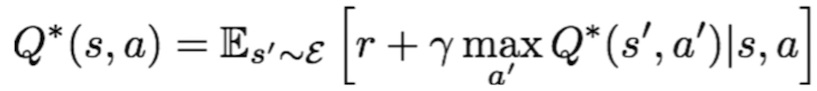 Q*(s, a) = 𝔼_{s′∼ℰ} [r + γ max_{a′} Q*(s′, a′)|s, a]